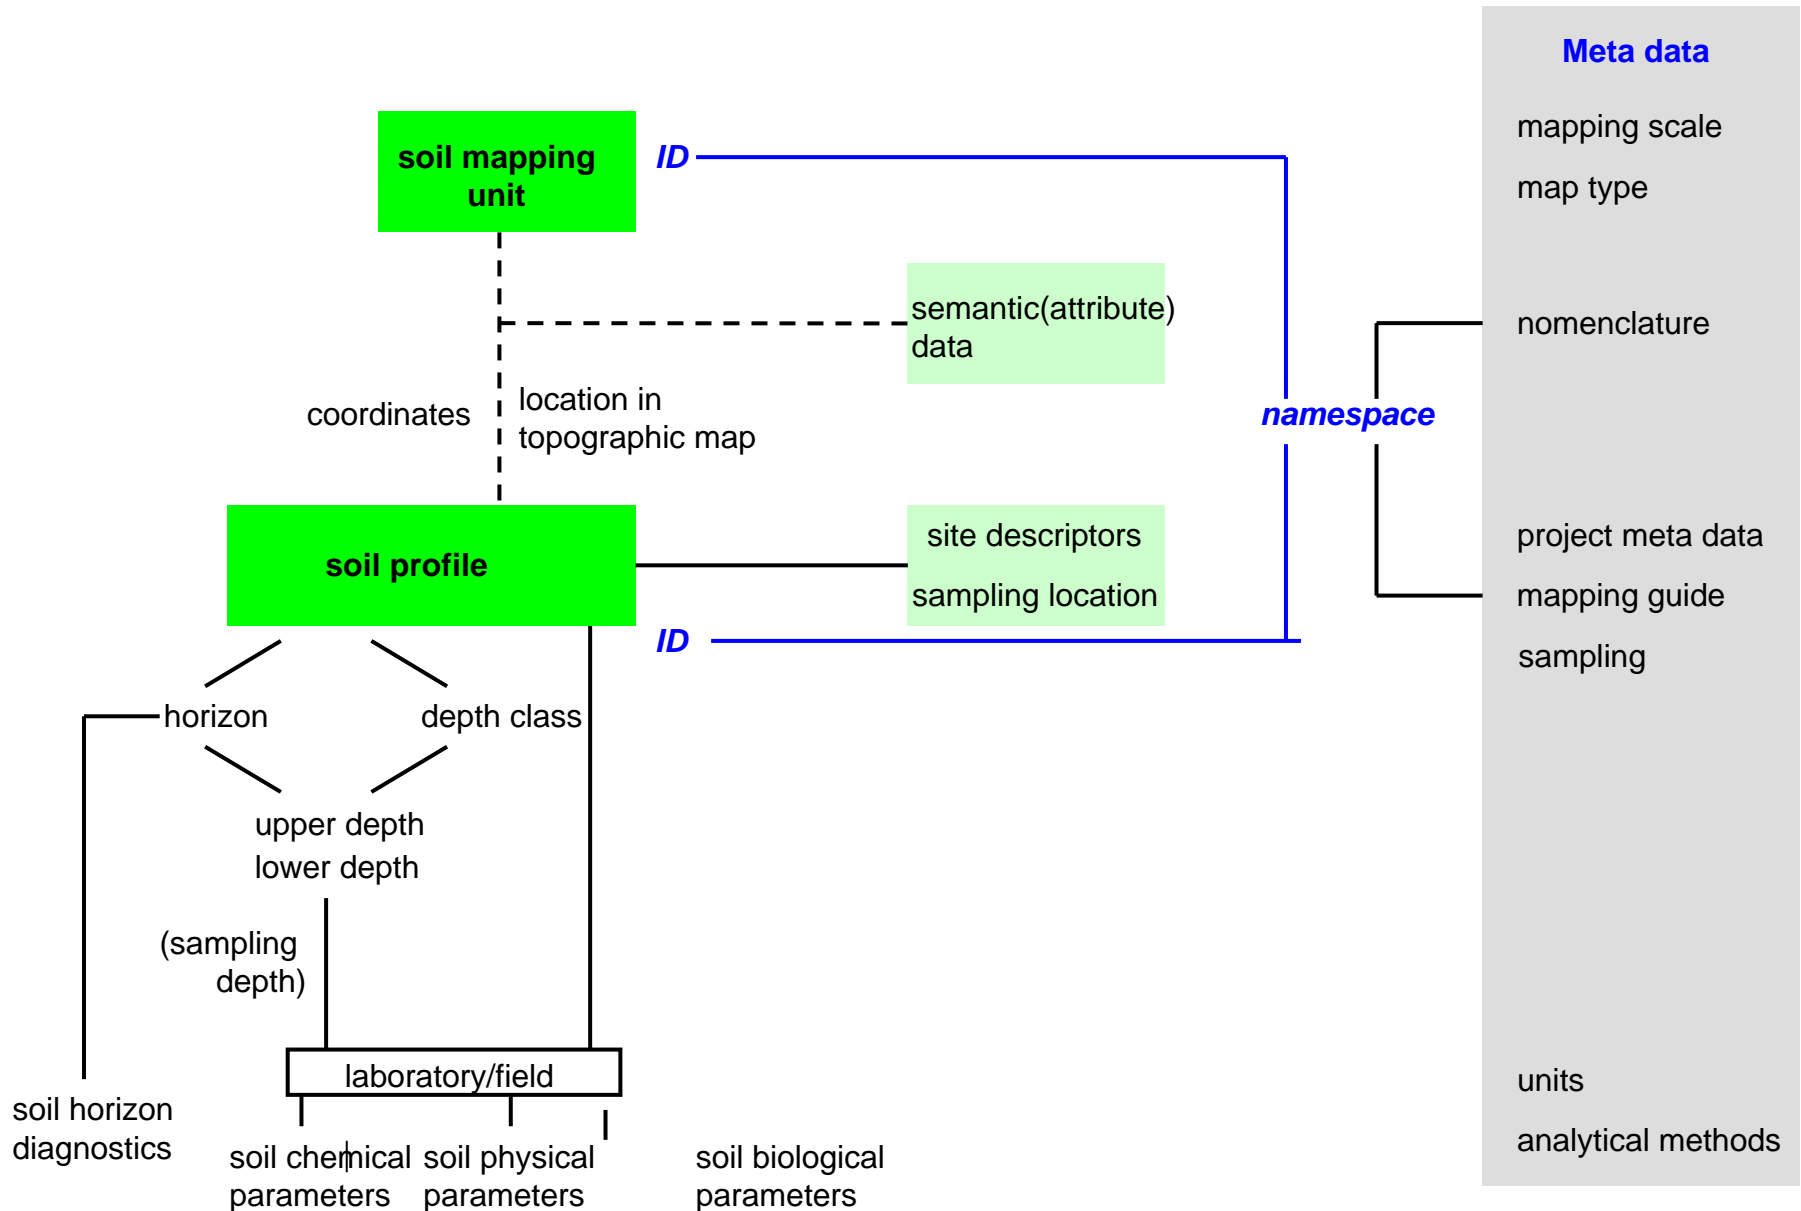 Meta data
mapping scale
soil mapping
unit
ID
map type
semantic(attribute)
data
nomenclature
coordinates
location in
topographic map
namespace
soil profile
site descriptors
sampling location
project meta data
mapping guide
ID
sampling
horizon
depth class
upper depth
lower depth
(sampling
depth)
laboratory/field
units
soil horizon
diagnostics
analytical methods
soil chemical
parameters
soil physical
parameters
soil biological
parameters